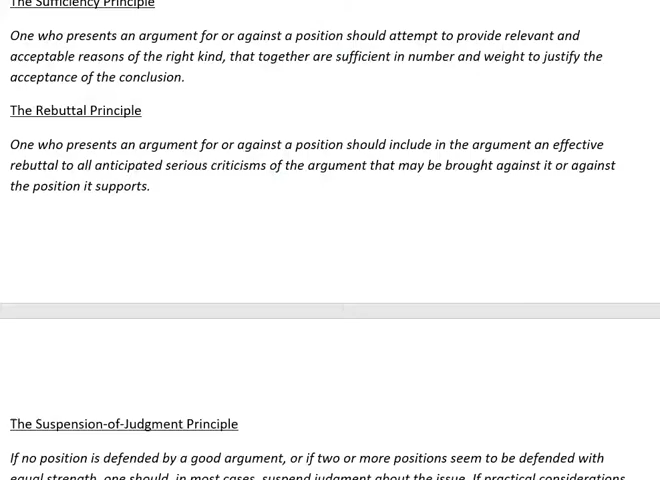 The Sufficiency Principle
One who presents an argument for or against a position should attempt to provide relevant and
acceptable reasons of the right kind, that together are sufficient in number and weight to justify the
acceptance of the conclusion.
The Rebuttal Principle
One who presents an argument for or against a position should include in the argument an effective
rebuttal to all anticipated serious criticisms of the argument that may be brought against it or against
the position it supports.
The Suspension-of-Judgment Principle
If no position is defended by a good argument, or if two or more positions seem to be defended with
equal strength, one should, in most cases, suspend judgment about the issue. If practical considerations